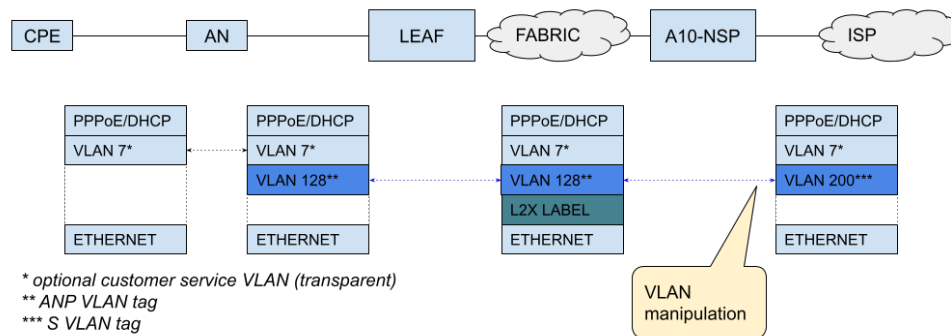 CPE
AN
LEAF
FABRIC
A10-NSP
ISP
PPPoE/DHCP
VLAN 7*
ETHERNET
PPPoE/DHCP
VLAN 7*
VLAN 128**
ETHERNET
PPPoE/DHCP
VLAN 7*
VLAN 128**
L2X LABEL
ETHERNET
PPPoE/DHCP
VLAN 7*
VLAN 200***
ETHERNET
VLAN
manipulation
* optional customer service VLAN (transparent)
** ANP VLAN tag
*** S VLAN tag